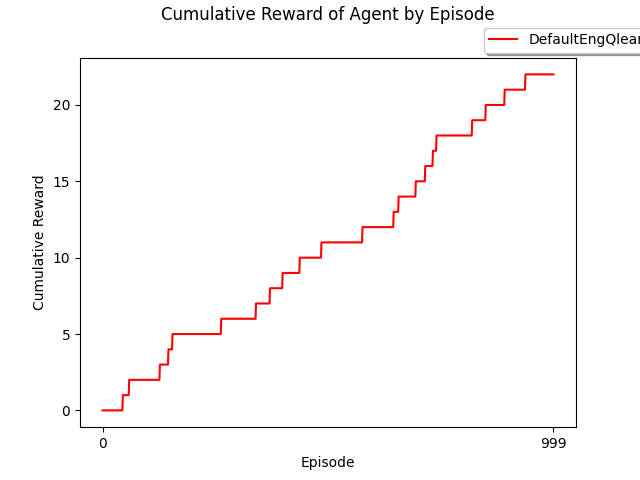 Cumulative Reward of Agent by Episode
DefaultEngQlear
20
15
10
5
0
Cumulative Reward
0 999
Episode